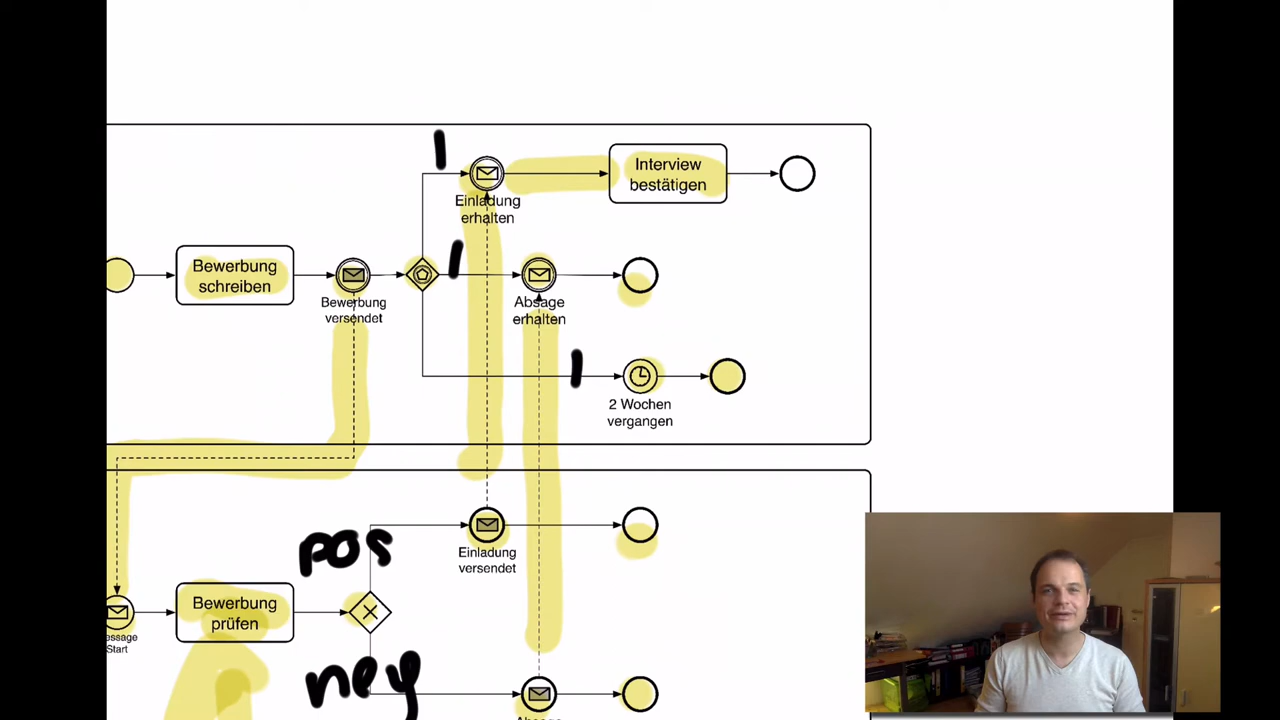 Interview
bestätigen
Einladung
erhalten
Bewerbung
schreiben
Bewerbung
versendet
Absage
erhalten
2 Wochen
vergangen
pos
Einladung
versendet
Bewerbung
prüfen
essage
Start
neg
Absage